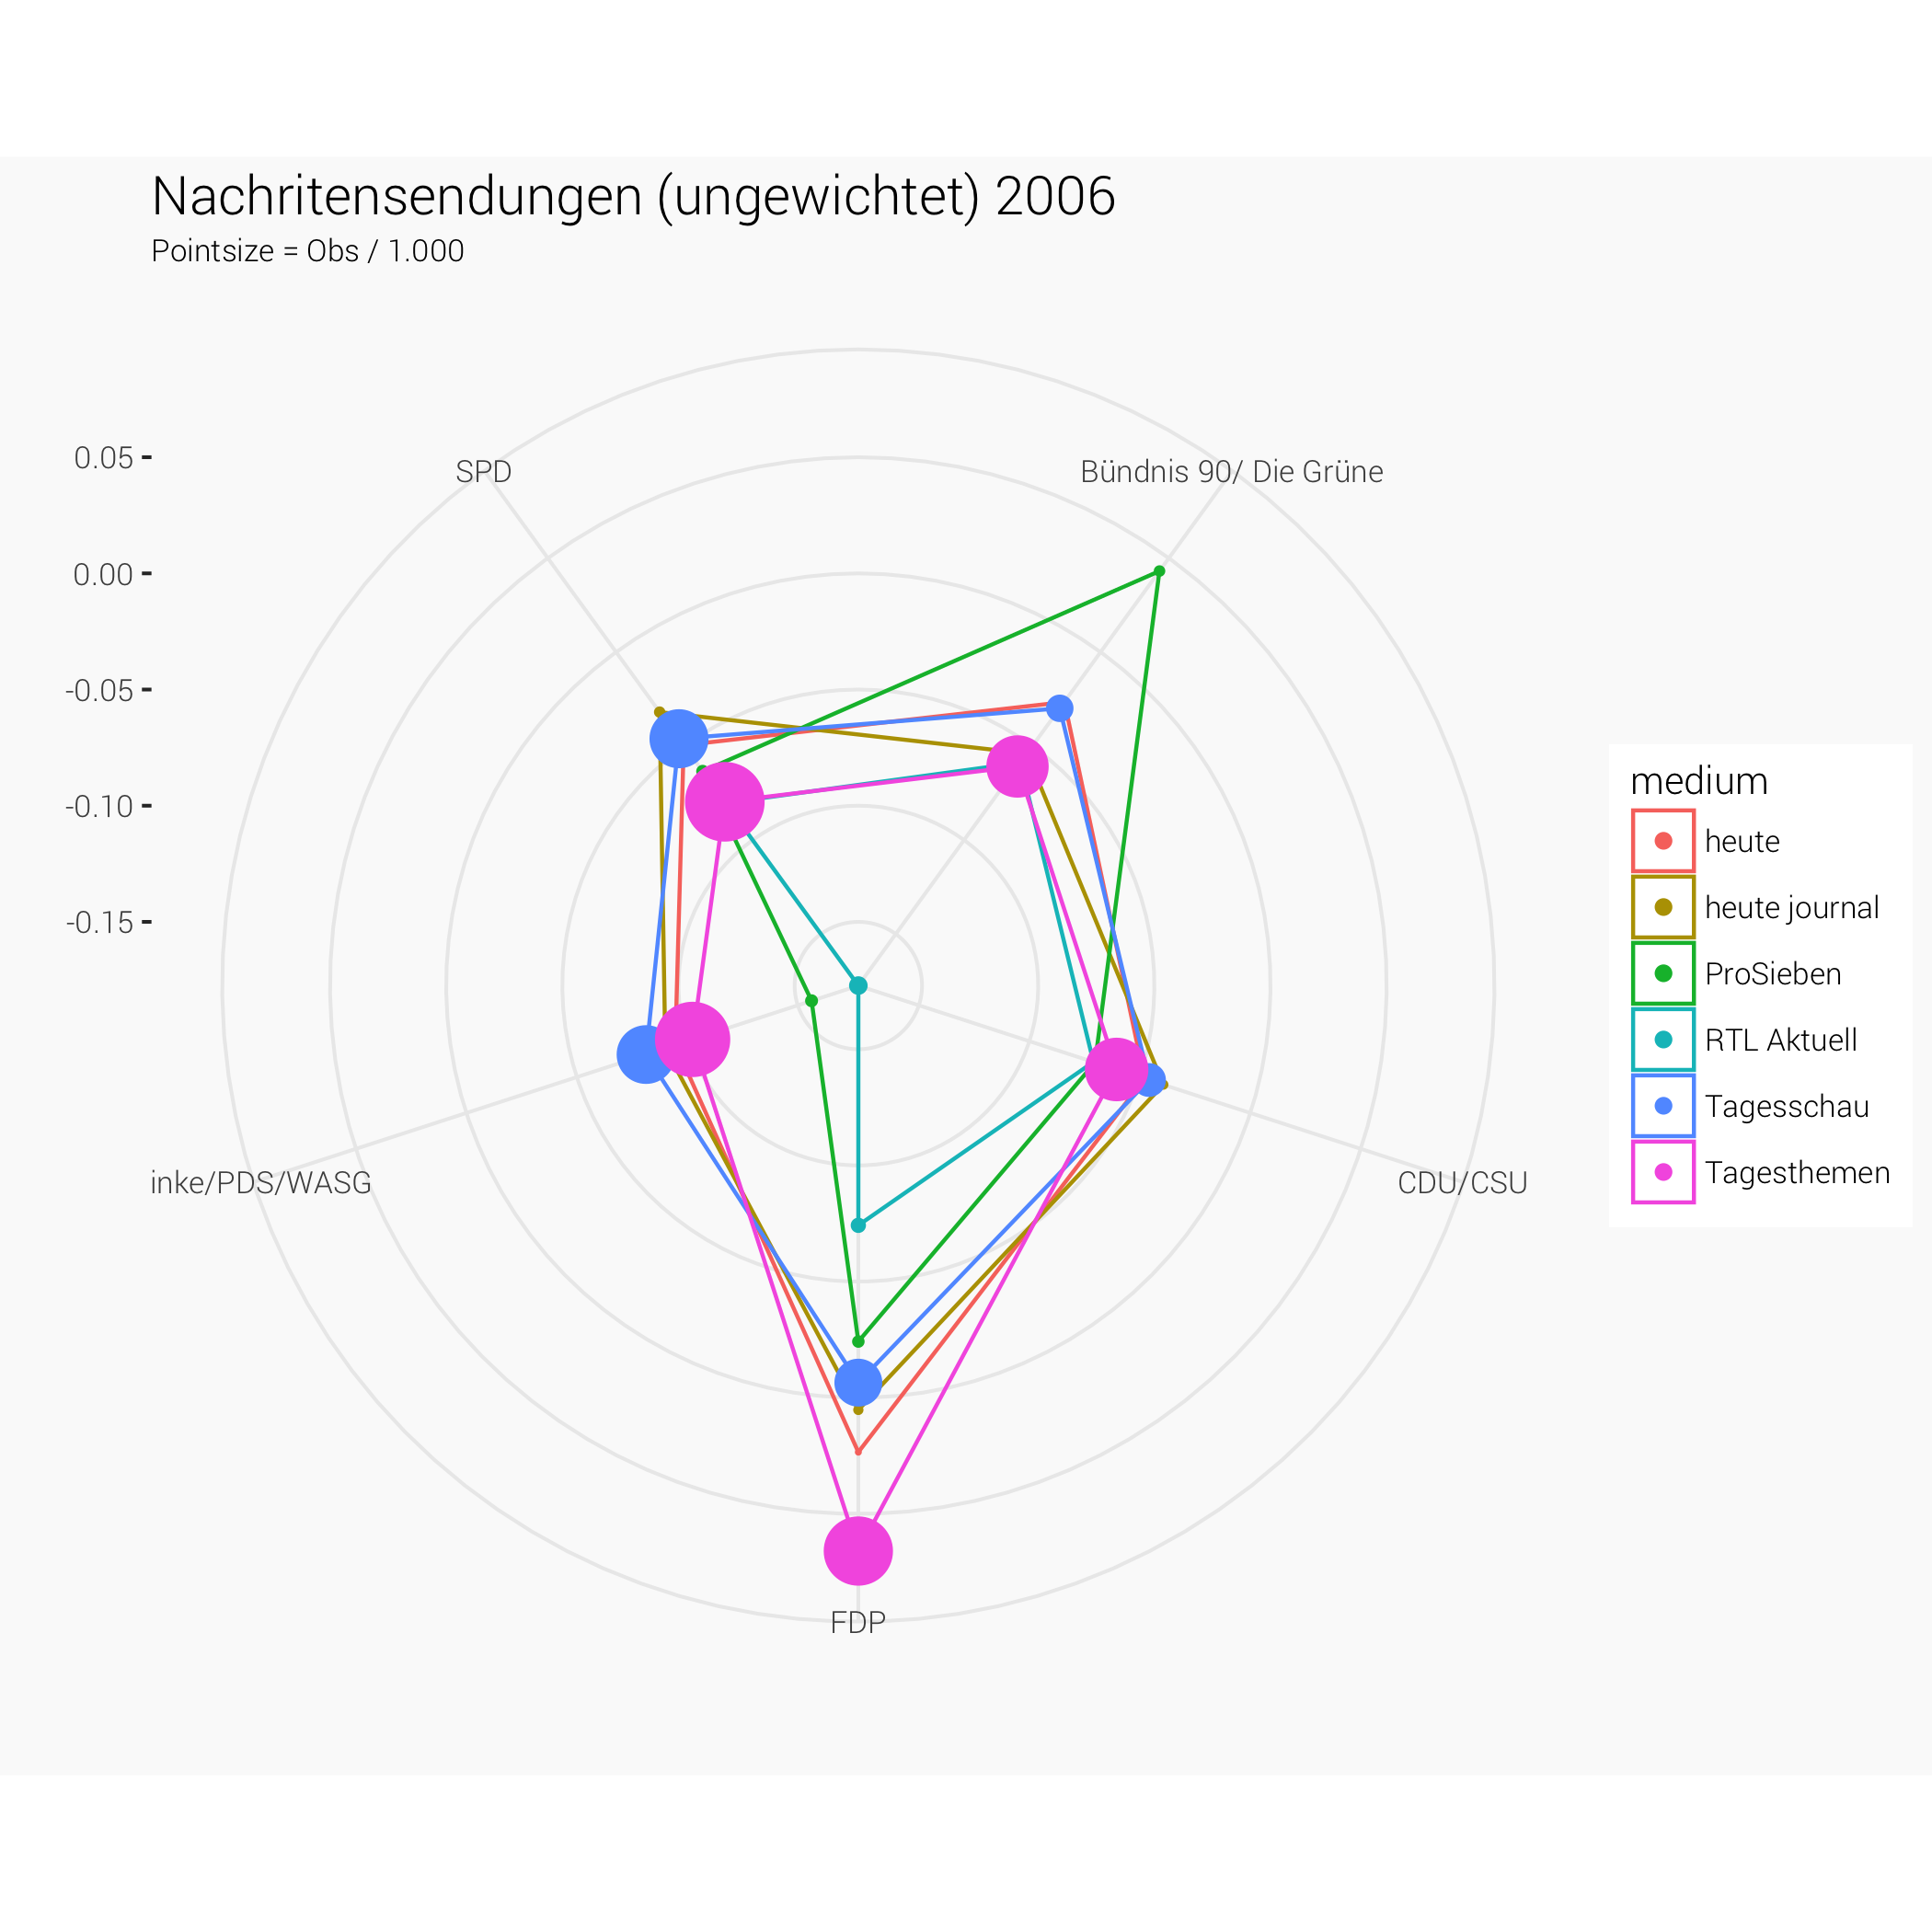 Nachritensendungen (ungewichtet) 2006
Pointsize = Obs / 1.000
0.05
0.00
-0.05
-0.10
-0.15
SPD
Bündnis 90/ Die Grüne
inke/PDS/WASG
CDU/CSU
FDP
medium
heute
heute journal
ProSieben
RTL Aktuell
Tagesschau
Tagesthemen